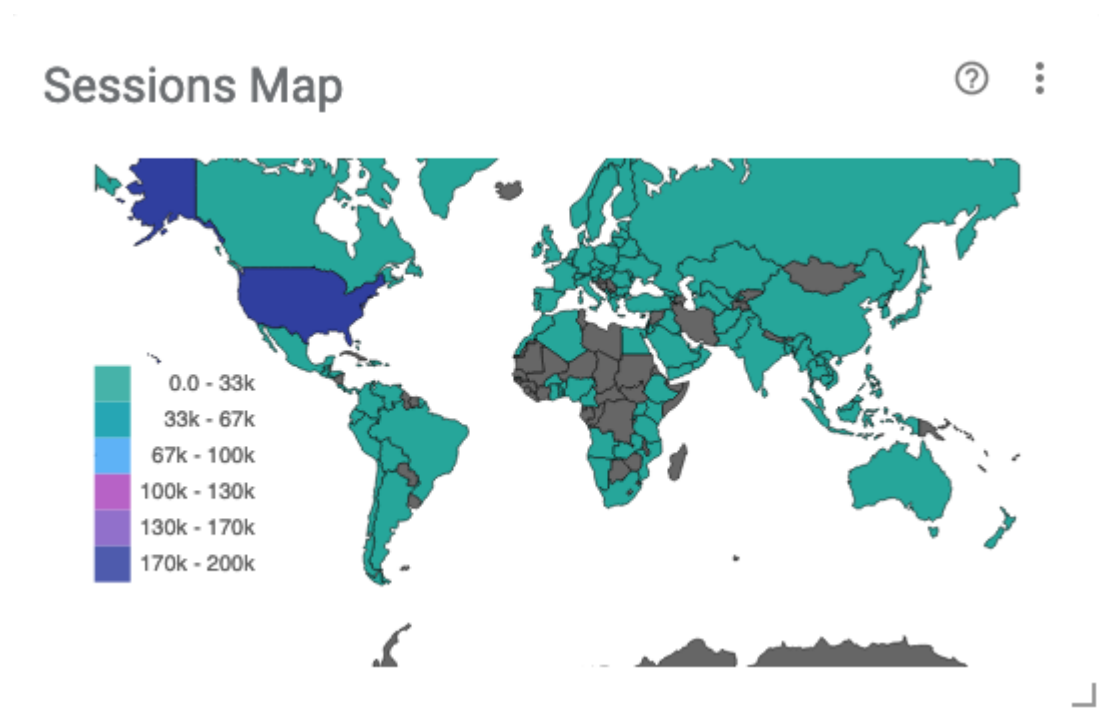 Sessions Map
0.0 - 33k
33k - 67k
67k - 100k
100k - 130k
130k - 170k
170k - 200k